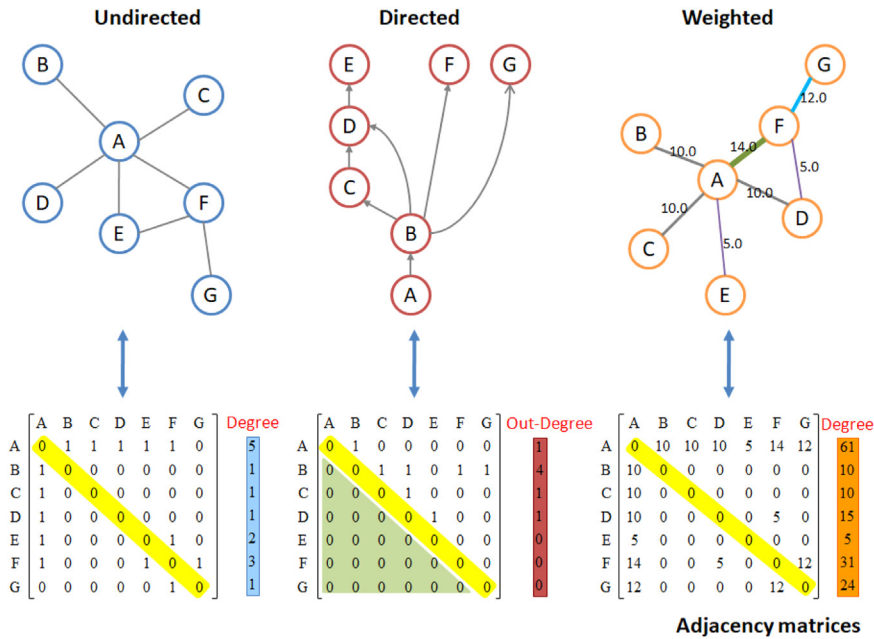 Undirected
Directed
Weighted
B
C
A
D
F
E
G
E
F
G
D
C
B
A
G
12.0
F
B
10.0
14.0
5.0
A
10.0
D
10.0
C
5.0
E
A B C D E F G Degree
A 0 1 1 1 1 1 0 5
B 1 0 0 0 0 0 0 1
C 1 0 0 0 0 0 0 1
D 1 0 0 0 0 0 0 1
E 1 0 0 0 0 1 0 2
F 1 0 0 0 1 0 1 3
G 0 0 0 0 0 1 0 1
A B C D E F G Out-Degree
A 0 1 0 0 0 0 0 1
B 0 0 1 1 0 1 1 4
C 0 0 0 1 0 0 0 1
D 0 0 0 0 1 0 0 1
E 0 0 0 0 0 0 0 0
F 0 0 0 0 0 0 0 0
G 0 0 0 0 0 0 0 0
A B C D E F G Degree
A 0 10 10 10 5 14 12 61
B 10 0 0 0 0 0 0 10
C 10 0 0 0 0 0 0 10
D 10 0 0 0 0 5 0 15
E 5 0 0 0 0 0 0 5
F 14 0 0 5 0 0 12 31
G 12 0 0 0 0 12 0 24
Adjacency matrices